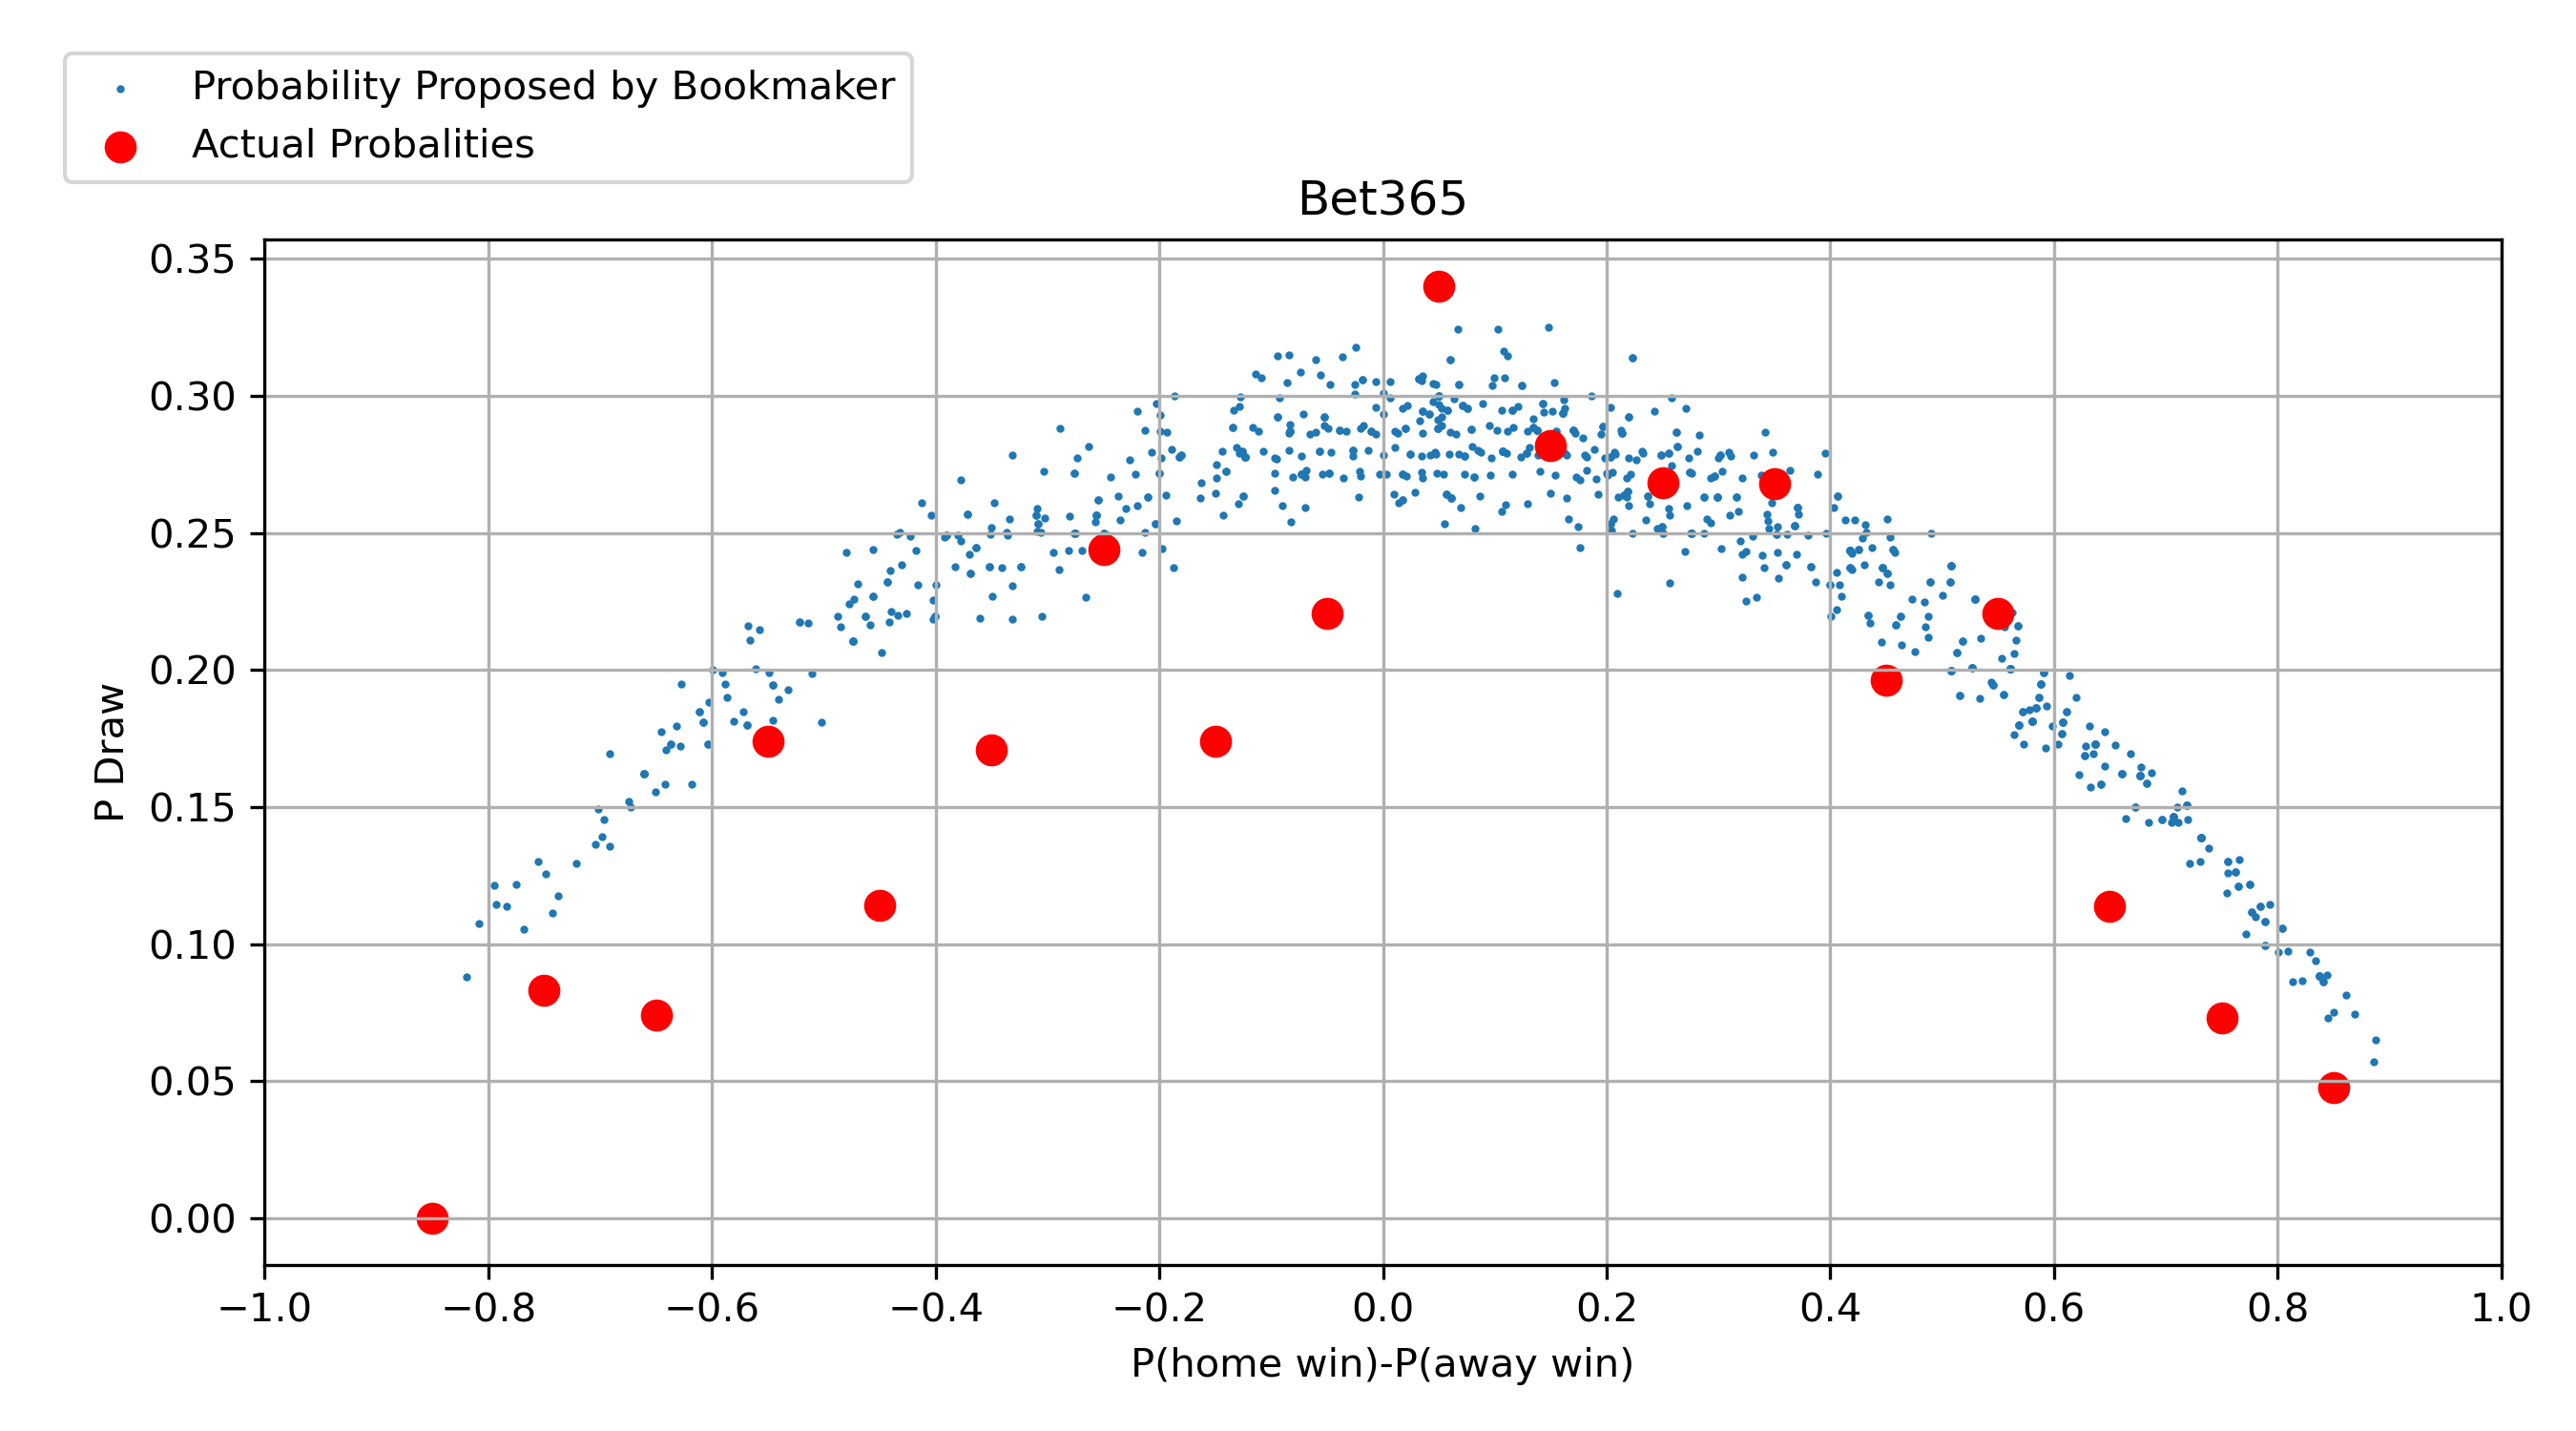 Probability Proposed by Bookmaker
Actual Probalities
Bet365
0.35
0.30
0.25
0.20
0.15
0.10
0.05
0.00
P Draw
−1.0 −0.8 −0.6 −0.4 −0.2 0.0 0.2 0.4 0.6 0.8 1.0
P(home win)-P(away win)